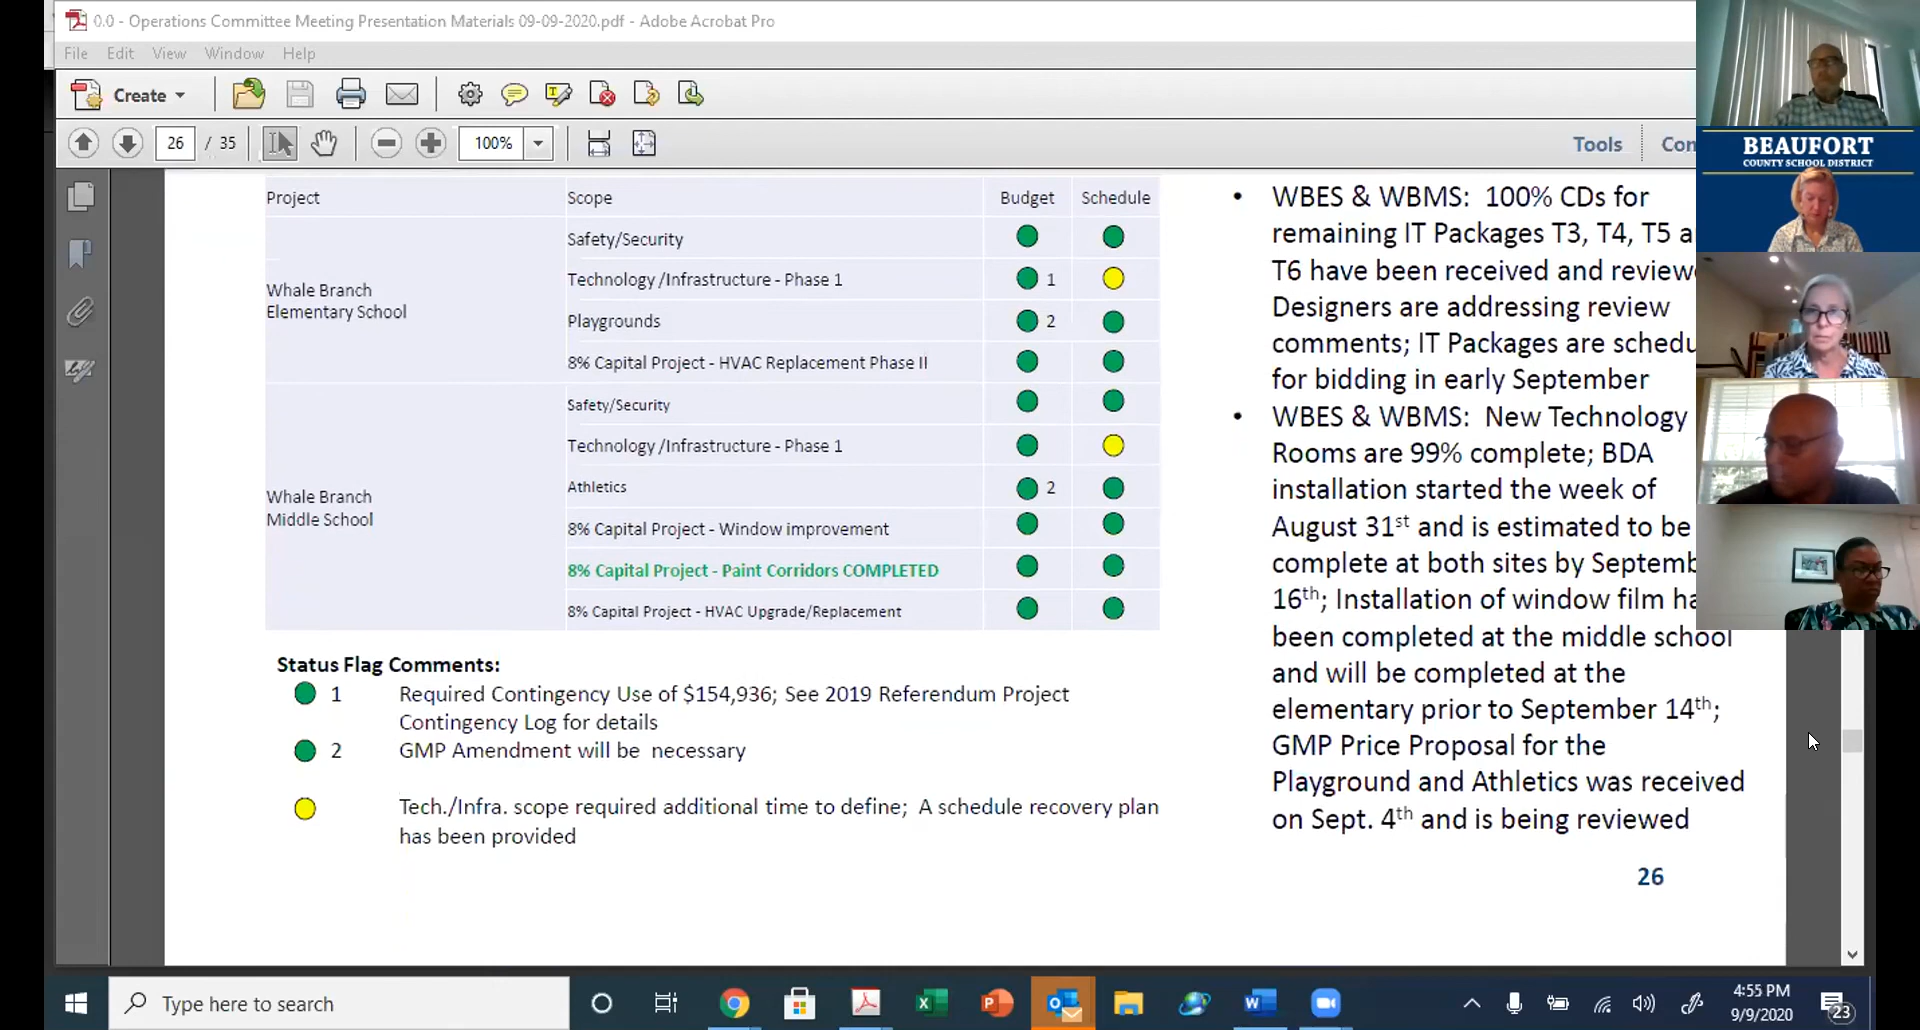 0.0 - Operations Committee Meeting Presentation Materials 09-09-2020.pdf - Adobe Acrobat Pro
File Edit View Window Help
Create
26 / 35 100% Tools
Project Scope Budget Schedule
Whale Branch
Elementary School
Safety/Security
Technology /Infrastructure - Phase 1 1
Playgrounds 2
8% Capital Project - HVAC Replacement Phase II
Whale Branch
Middle School
Safety/Security
Technology /Infrastructure - Phase 1
Athletics 2
8% Capital Project - Window improvement
8% Capital Project - Paint Corridors COMPLETED
8% Capital Project - HVAC Upgrade/Replacement
Status Flag Comments:
1 Required Contingency Use of $154,936; See 2019 Referendum Project
Contingency Log for details
2 GMP Amendment will be necessary
Tech./Infra. scope required additional time to define; A schedule recovery plan
has been provided
• WBES & WBMS: 100% CDs for
remaining IT Packages T3, T4, T5
T6 have been received and
Designers are addressing review
comments; IT Packages are
for bidding in early September
• WBES & WBMS: New Technology
Rooms are 99% complete; BDA
installation started the week of
August 31st and is estimated to be
complete at both sites by
16th; Installation of window film
been completed at the middle school
and will be completed at the
elementary prior to September 14th;
GMP Price Proposal for the
Playground and Athletics was received
on Sept. 4th and is being reviewed
26
BEAUFORT
COUNTY SCHOOL DISTRICT
Type here to search
4:55 PM
9/9/2020
23